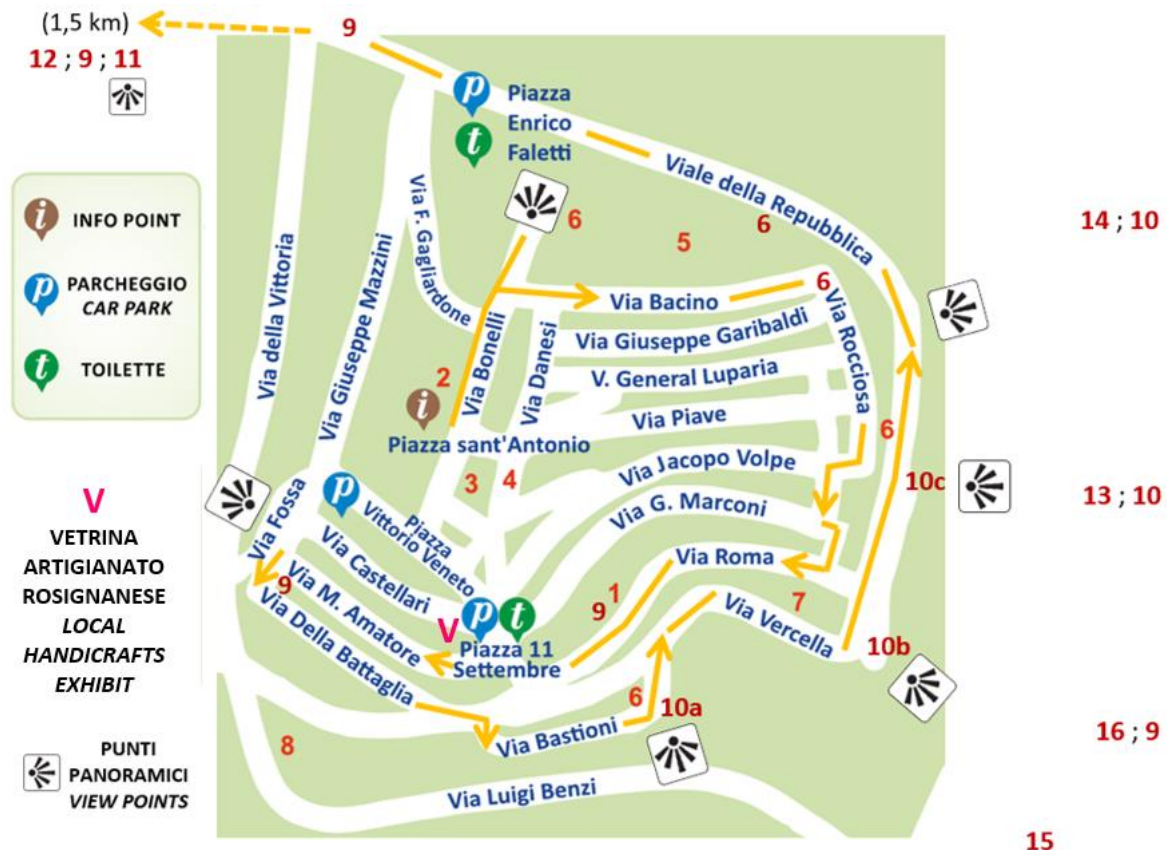 (1,5 km)
12 ; 9 ; 11
9
p
t
Piazza
Enrico
Faletti
Viale della Repubblica
6
5
6
14 ; 10
i
INFO POINT
p
PARCHEGGIO
CAR PARK
t
TOILETTE
Via della Vittoria
Via Giuseppe Mazzini
Via F. Gagliardone
Via Bonelli
Via Danesi
Via Bacino
6
Via Rocciosa
Via Giuseppe Garibaldi
V. General Luparia
Via Piave
2
i
Piazza sant'Antonio
3
4
Via Jacopo Volpe
6
10c
13 ; 10
Via G. Marconi
Via Roma
V
VETRINA
ARTIGIANATO
ROSIGNANESE
LOCAL
HANDICRAFTS
EXHIBIT
Via Fossa
p
Piazza
Vittorio Veneto
Via Castellari
9
Via M. Amatore
Via Della Battaglia
V
p
t
Piazza 11
Settembre
9
1
7
Via Vercella
10b
6
10a
Via Bastioni
16 ; 9
8
Via Luigi Benzi
PUNTI
PANORAMICI
VIEW POINTS
15